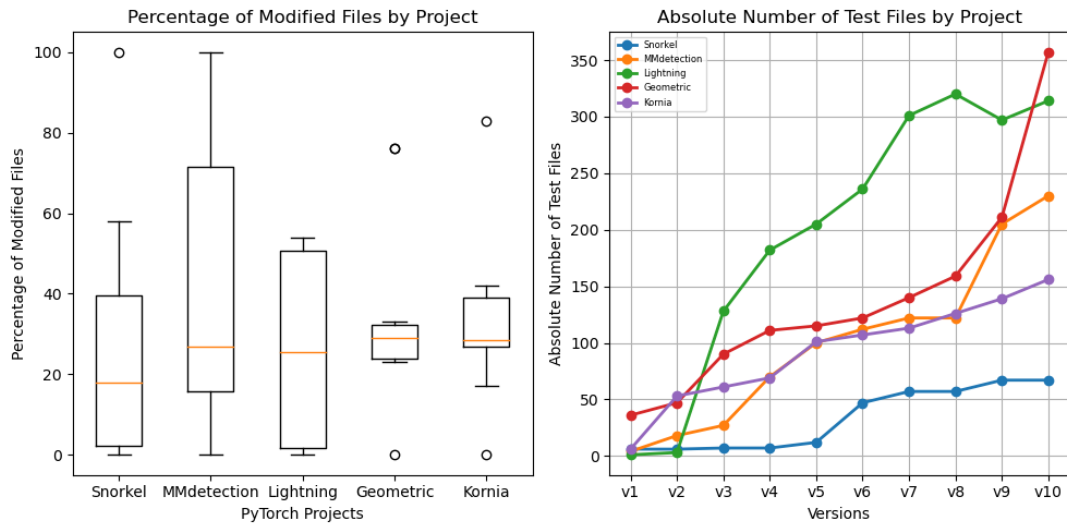 Percentage of Modified Files by Project
Percentage of Modified Files
100
80
60
40
20
0
Snorkel MMdetection Lightning Geometric Kornia
PyTorch Projects
Absolute Number of Test Files by Project
Absolute Number of Test Files
350
300
250
200
150
100
50
0
Snorkel
MMdetection
Lightning
Geometric
Kornia
v1 v2 v3 v4 v5 v6 v7 v8 v9 v10
Versions